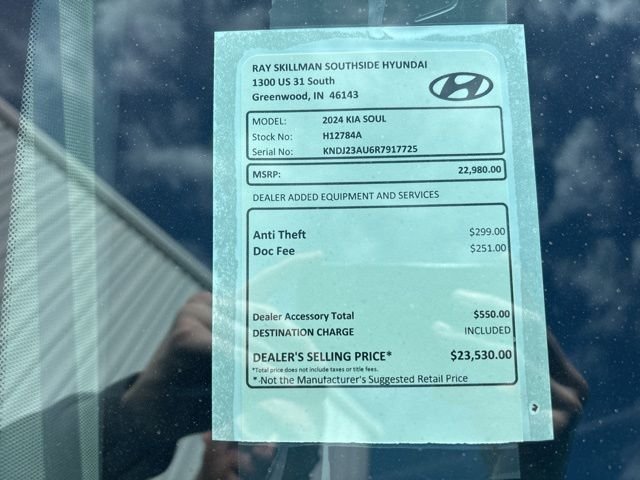 RAY SKILLMAN SOUTHSIDE HYUNDAI
1300 US 31 South
Greenwood, IN 46143
MODEL: 2024 KIA SOUL
Stock No: H12784A
Serial No: KNDJ23AU6R7917725
MSRP: 22,980.00
DEALER ADDED EQUIPMENT AND SERVICES
Anti Theft $299.00
Doc Fee $251.00
Dealer Accessory Total $550.00
DESTINATION CHARGE INCLUDED
DEALER'S SELLING PRICE* $23,530.00
*Total price does not include taxes or title fees.
* Not the Manufacturer's Suggested Retail Price